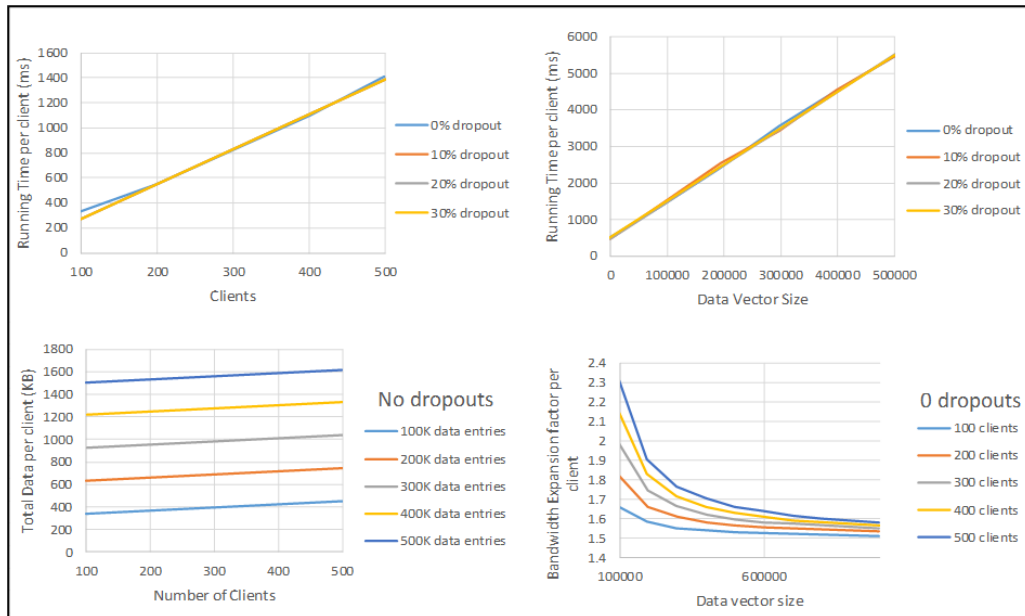 Running Time per client (ms)
1600
1400
1200
1000
800
600
400
200
0
100 200 300 400 500
Clients
0% dropout
10% dropout
20% dropout
30% dropout
Running Time per client (ms)
6000
5000
4000
3000
2000
1000
0
0 100000 200000 300000 400000 500000
Data Vector Size
0% dropout
10% dropout
20% dropout
30% dropout
Total Data per client (KB)
1800
1600
1400
1200
1000
800
600
400
200
0
100 200 300 400 500
Number of Clients
No dropouts
100K data entries
200K data entries
300K data entries
400K data entries
500K data entries
Bandwidth Expansion factor per
client
2.4
2.3
2.2
2.1
2
1.9
1.8
1.7
1.6
1.5
1.4
100000 600000
Data vector size
0 dropouts
100 clients
200 clients
300 clients
400 clients
500 clients